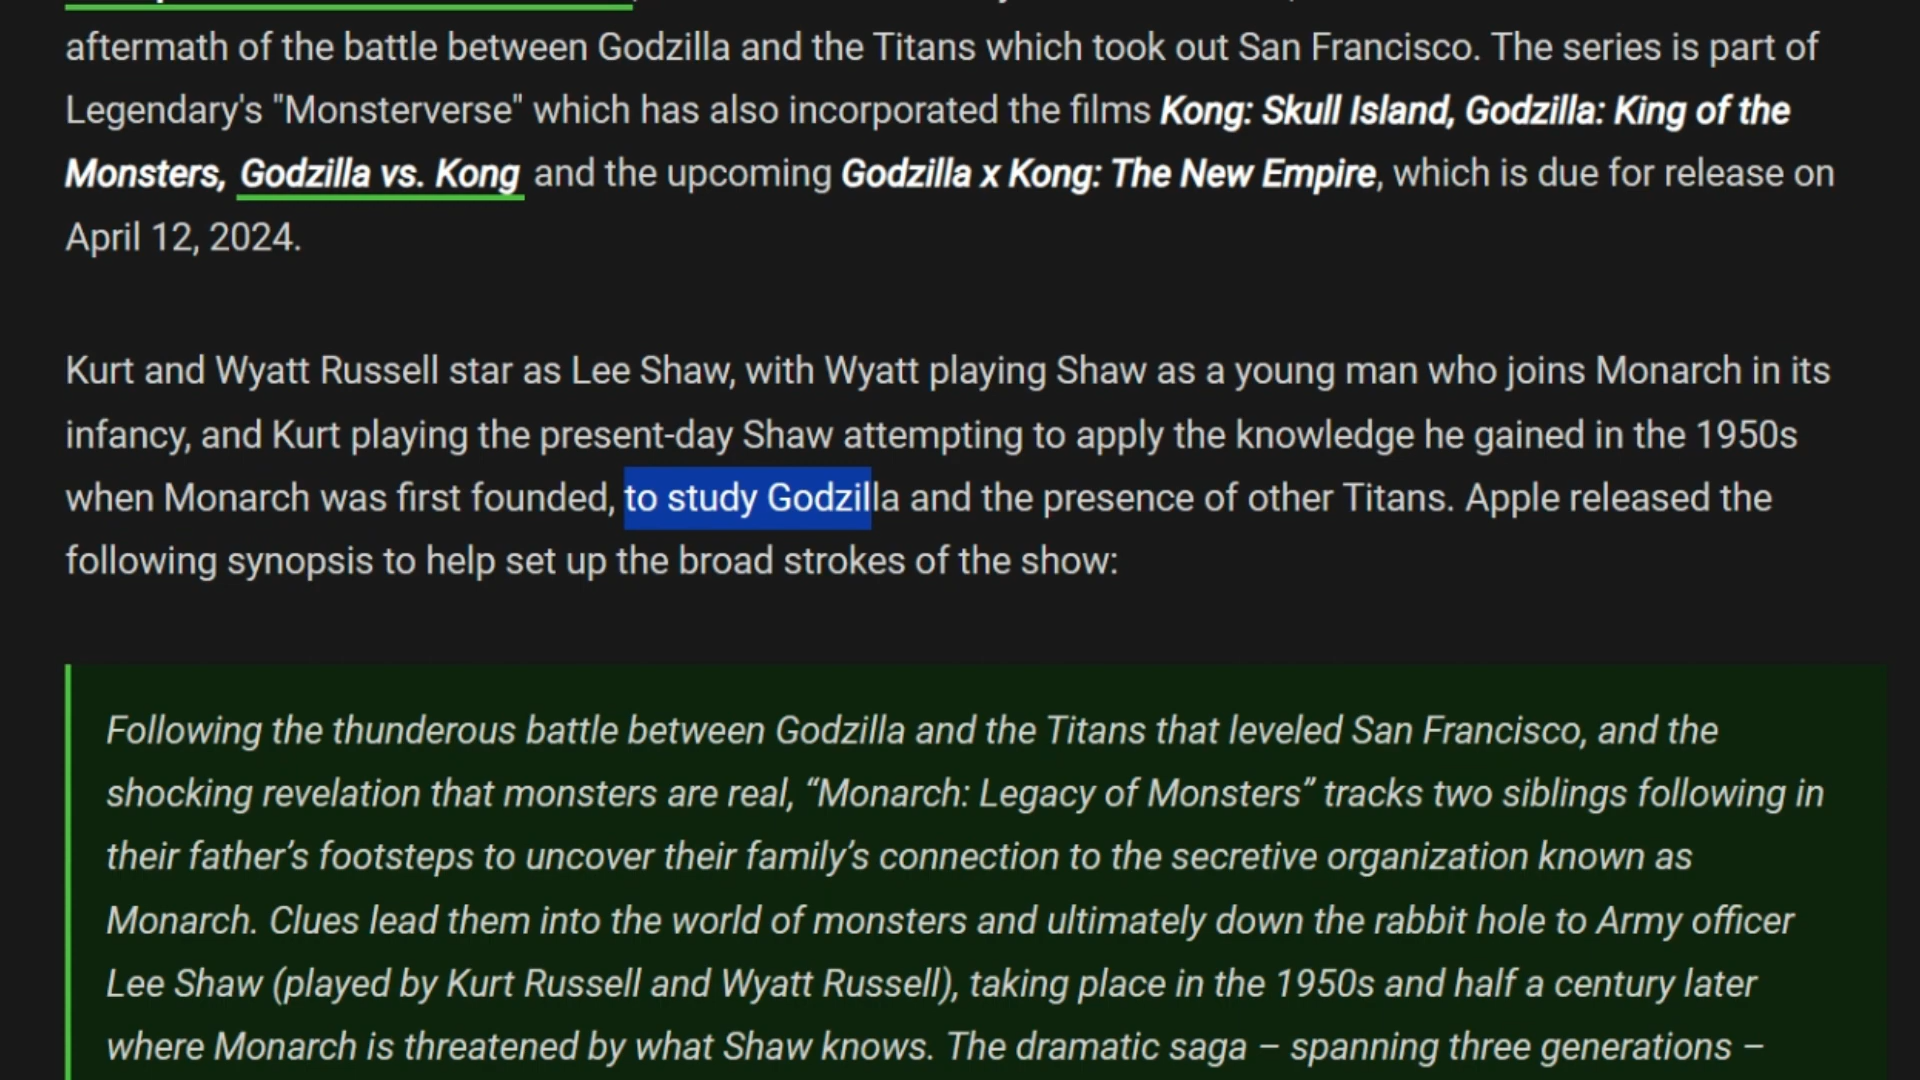 aftermath of the battle between Godzilla and the Titans which took out San Francisco. The series is part of
Legendary's "Monsterverse" which has also incorporated the films Kong: Skull Island, Godzilla: King of the
Monsters, Godzilla vs. Kong and the upcoming Godzilla x Kong: The New Empire, which is due for release on
April 12, 2024.
Kurt and Wyatt Russell star as Lee Shaw, with Wyatt playing Shaw as a young man who joins Monarch in its
infancy, and Kurt playing the present-day Shaw attempting to apply the knowledge he gained in the 1950s
when Monarch was first founded, to study Godzilla and the presence of other Titans. Apple released the
following synopsis to help set up the broad strokes of the show:
Following the thunderous battle between Godzilla and the Titans that leveled San Francisco, and the
shocking revelation that monsters are real, “Monarch: Legacy of Monsters” tracks two siblings following in
their father’s footsteps to uncover their family’s connection to the secretive organization known as
Monarch. Clues lead them into the world of monsters and ultimately down the rabbit hole to Army officer
Lee Shaw (played by Kurt Russell and Wyatt Russell), taking place in the 1950s and half a century later
where Monarch is threatened by what Shaw knows. The dramatic saga – spanning three generations –